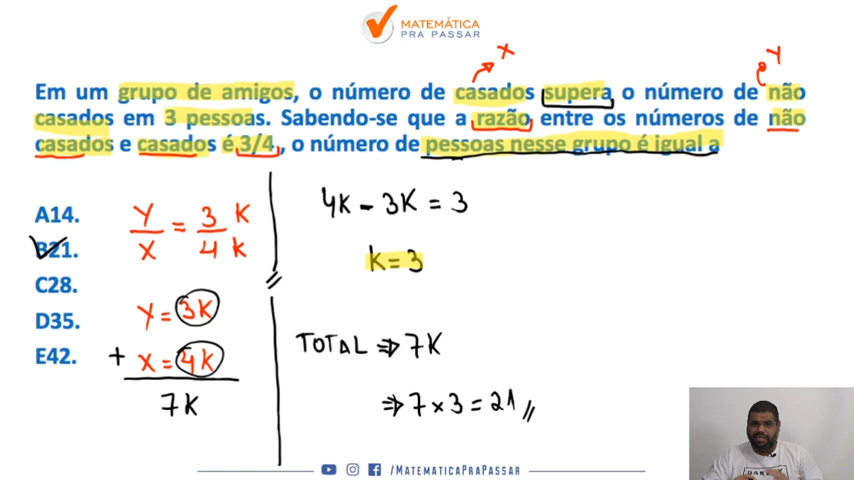 MATEMÁTICA
PRA PASSAR
X
Y
Em um grupo de amigos, o número de casados supera o número de não
casados em 3 pessoas. Sabendo-se que a razão entre os números de não
casados e casados é 3/4, o número de pessoas nesse grupo é igual a
A14.
B21.
C28.
D35.
E42.
Y/X = 3K/4K
Y = 3K
+ X = 4K
7K
4K - 3K = 3
K = 3
TOTAL ⇒ 7K
⇒ 7 × 3 = 21 //
/MATEMATICAPRAPASSAR